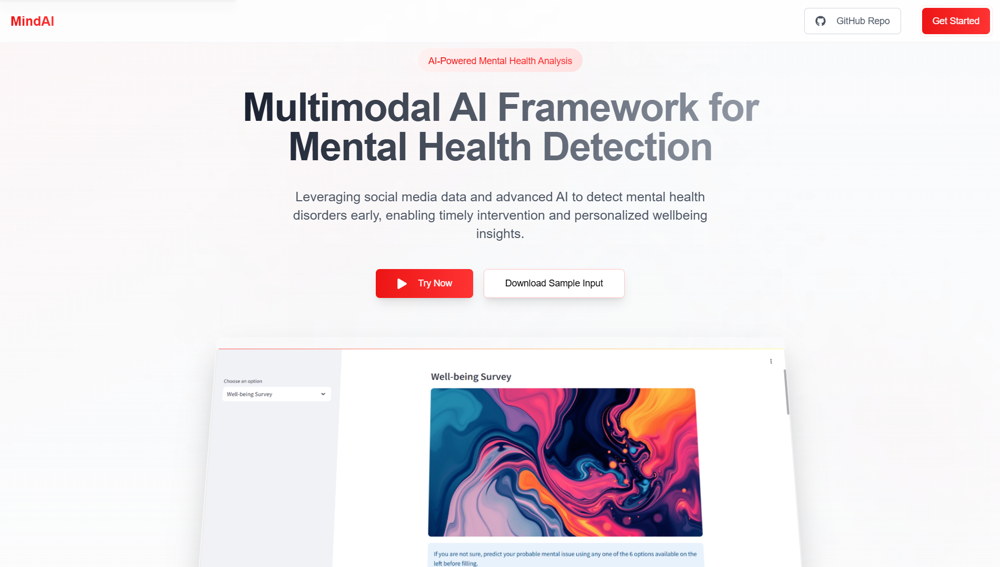 MindAI
GitHub Repo
Get Started
AI-Powered Mental Health Analysis
Multimodal AI Framework for
Mental Health Detection
Leveraging social media data and advanced AI to detect mental health
disorders early, enabling timely intervention and personalized wellbeing
insights.
Try Now
Download Sample Input
Choose an option
Well-being Survey
Well-being Survey
If you are not sure, predict your probable mental issue using any one of the 6 options available on the
left before filling.